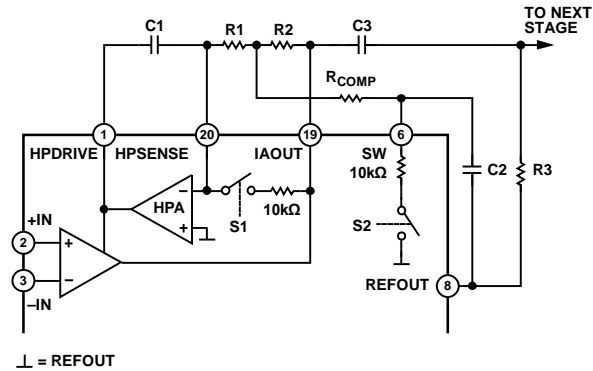 TO NEXT
STAGE
C1
R1
R2
C3
RCOMP
1
20
19
6
HPDRIVE
HPSENSE
IAOUT
SW
10kΩ
C2
R3
HPA
–
+
S1
10kΩ
S2
+IN
2
+
3
–
–IN
REFOUT
8
= REFOUT